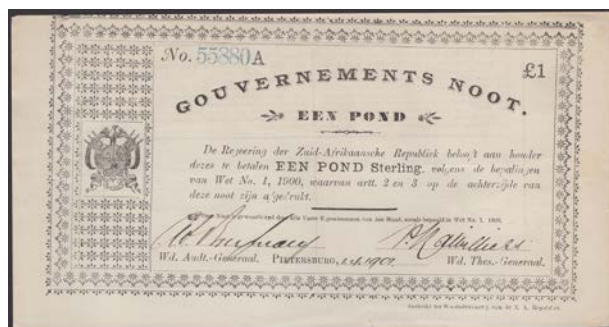 No. 55880 A
£1
GOUVERNEMENTS NOOT.
EEN POND
De Regeering der Zuid-Afrikaansche Republiek belooft aan houder
dezes te betalen EEN POND Sterling, volgens de bepalingen
van Wet No. 1, 1900, waarvan artt. 2 en 3 op de achterzijde van
deze noot zijn afgedrukt.
Wd. Audt.-Generaal. PIETERSBURG, 1901 Wd. Thes.-Generaal.